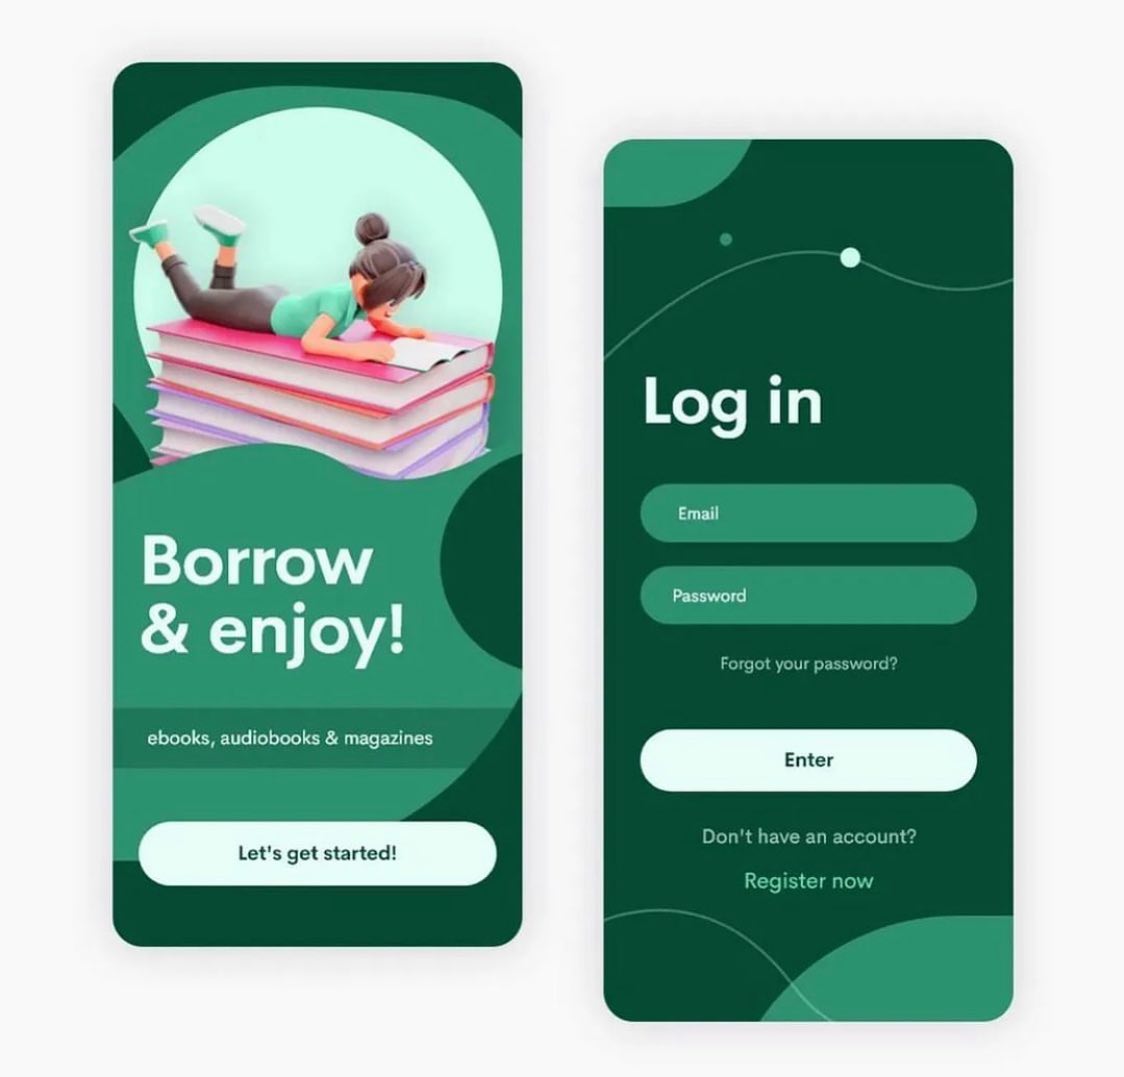 Borrow
& enjoy!
ebooks, audiobooks & magazines
Let's get started!
Log in
Email
Password
Forgot your password?
Enter
Don't have an account?
Register now